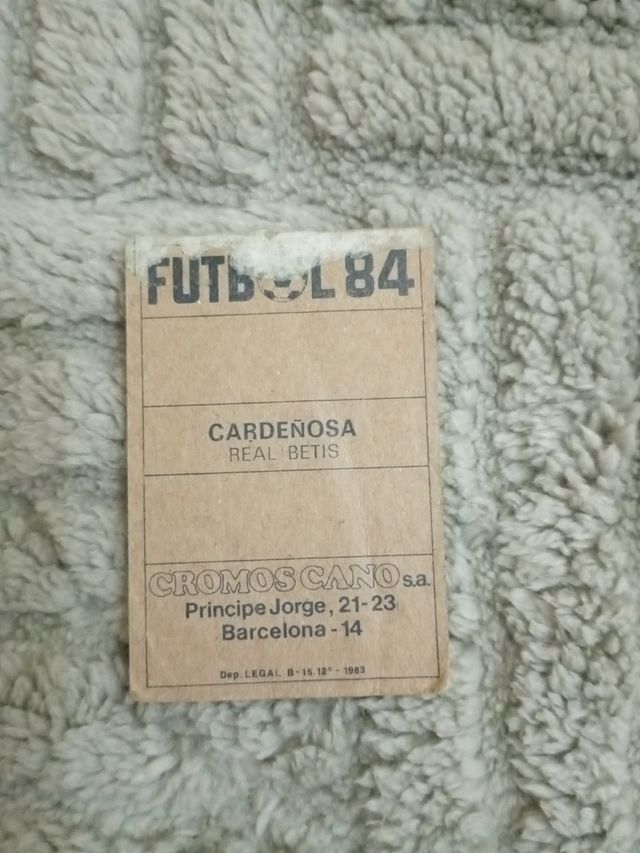 FUTBOL 84
CARDEÑOSA
REAL BETIS
CROMOS CANO s.a.
Principe Jorge, 21-23
Barcelona - 14
Dep. LEGAL B - 15.12° - 1983